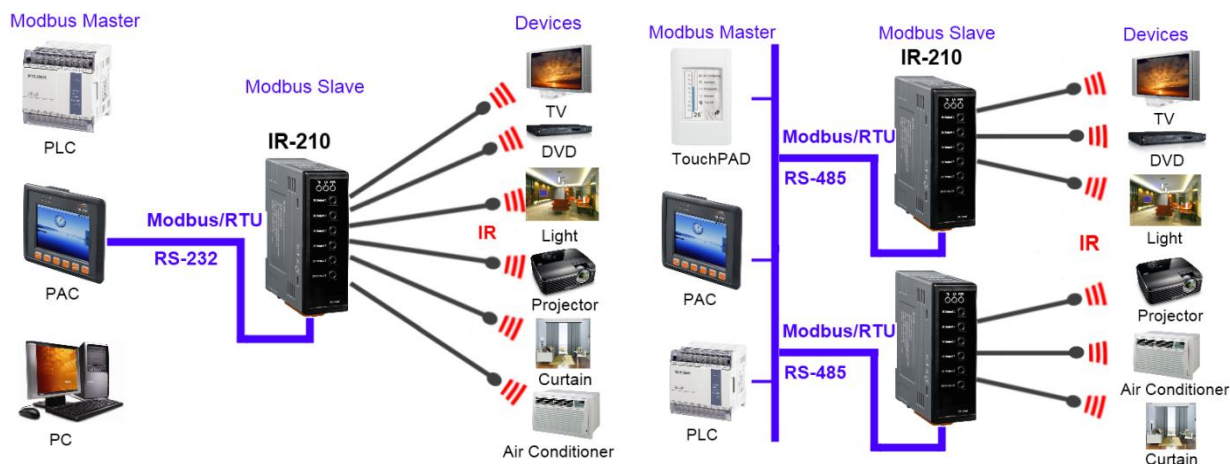 Modbus Master
PLC
PAC
PC
Modbus/RTU
RS-232
Modbus Slave
IR-210
IR
Devices
TV
DVD
Light
Projector
Curtain
Air Conditioner
Modbus Master
TouchPAD
PAC
PLC
Modbus/RTU
RS-485
Modbus/RTU
RS-485
Modbus Slave
IR-210
IR
Devices
TV
DVD
Light
Projector
Air Conditioner
Curtain